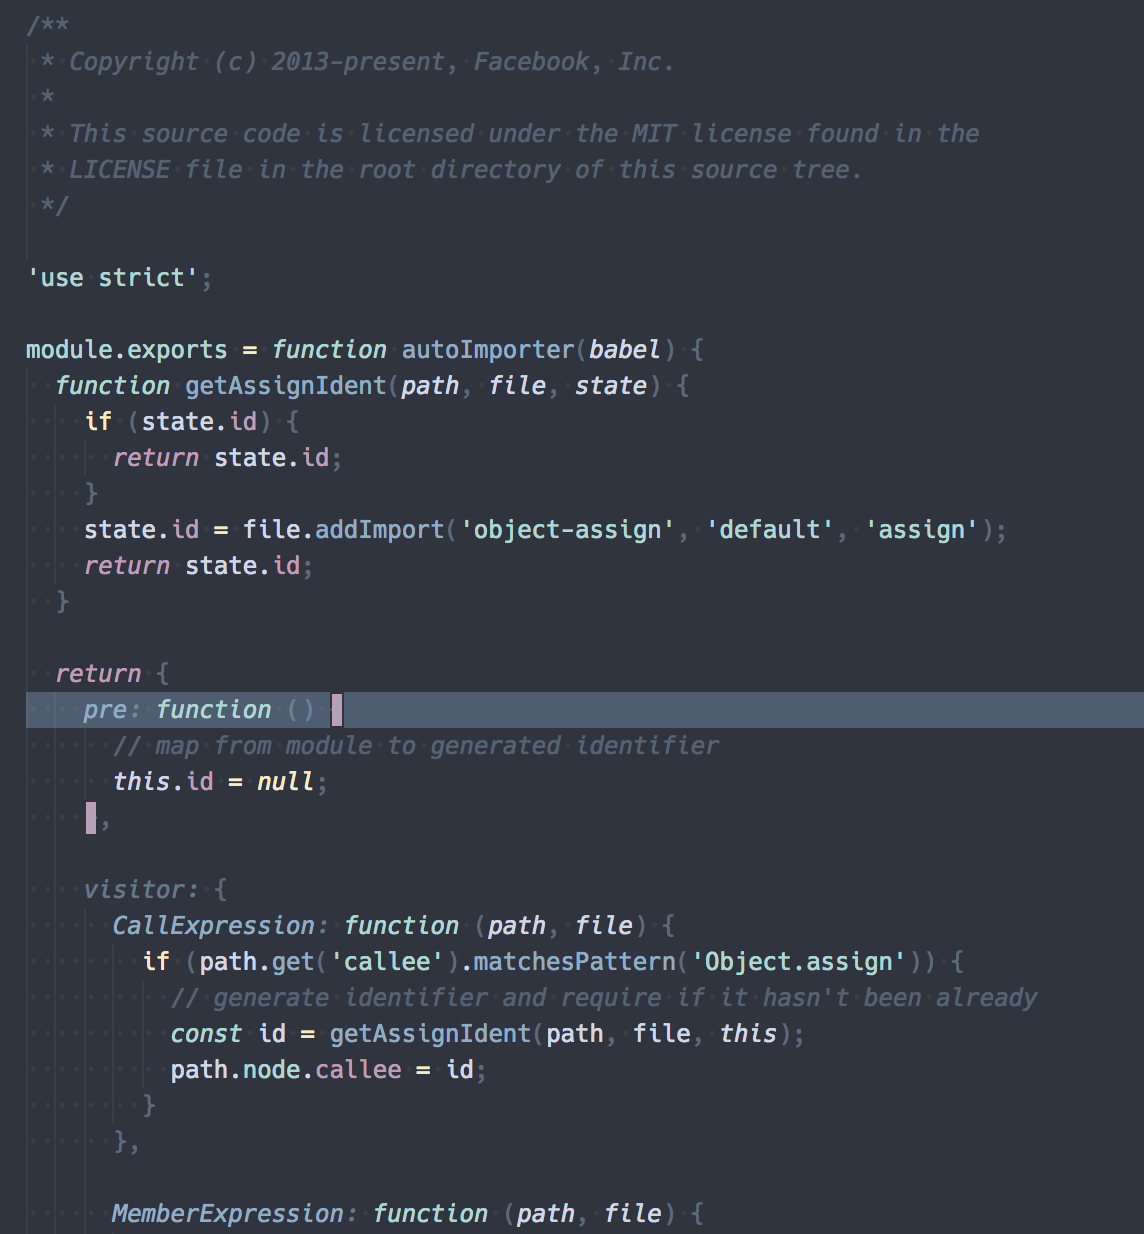 /**
 * Copyright (c) 2013-present, Facebook, Inc.
 *
 * This source code is licensed under the MIT license found in the
 * LICENSE file in the root directory of this source tree.
 */

'use strict';

module.exports = function autoImporter(babel) {
  function getAssignIdent(path, file, state) {
    if (state.id) {
      return state.id;
    }
    state.id = file.addImport('object-assign', 'default', 'assign');
    return state.id;
  }

  return {
    pre: function () {
      // map from module to generated identifier
      this.id = null;
    },

    visitor: {
      CallExpression: function (path, file) {
        if (path.get('callee').matchesPattern('Object.assign')) {
          // generate identifier and require if it hasn't been already
          const id = getAssignIdent(path, file, this);
          path.node.callee = id;
        }
      },

      MemberExpression: function (path, file) {